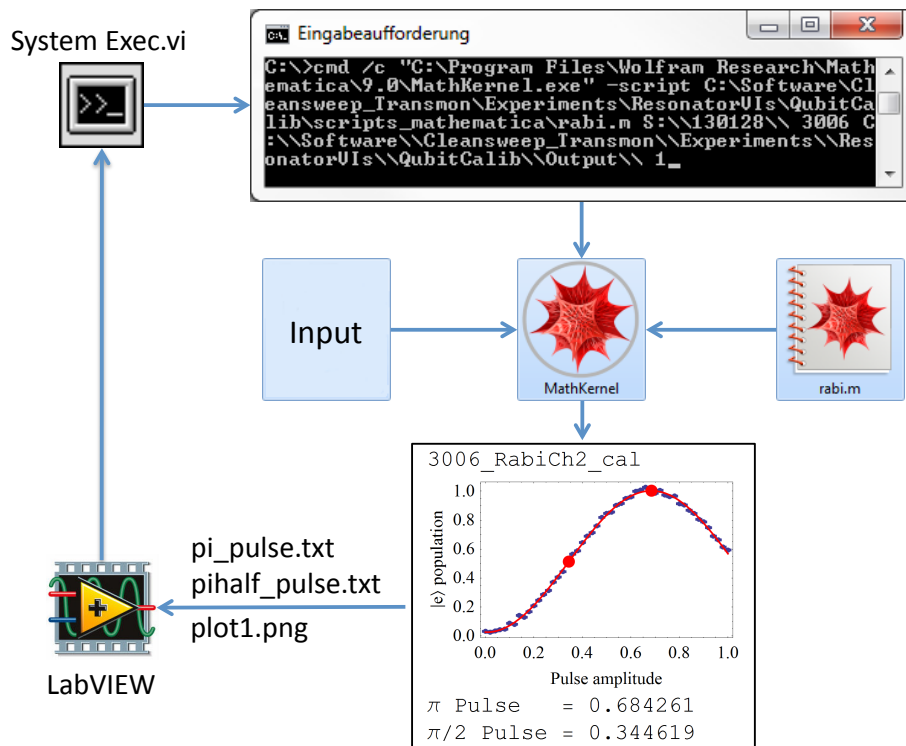 System Exec.vi
Eingabeaufforderung
C:\>cmd /c "C:\Program Files\Wolfram Research\Math
ematica\9.0\MathKernel.exe" -script C:\Software\Cl
eansweep_Transmon\Experiments\ResonatorVIs\QubitCa
lib\scripts_mathematica\rabi.m S:\\130128\\ 3006 C
:\\Software\\Cleansweep_Transmon\\Experiments\\Res
onatorVIs\\QubitCalib\\Output\\ 1_
Input
MathKernel
rabi.m
3006_RabiCh2_cal
1.0
0.8
0.6
0.4
0.2
0.0
|e⟩ population
0.0 0.2 0.4 0.6 0.8 1.0
Pulse amplitude
π Pulse = 0.684261
π/2 Pulse = 0.344619
pi_pulse.txt
pihalf_pulse.txt
plot1.png
LabVIEW